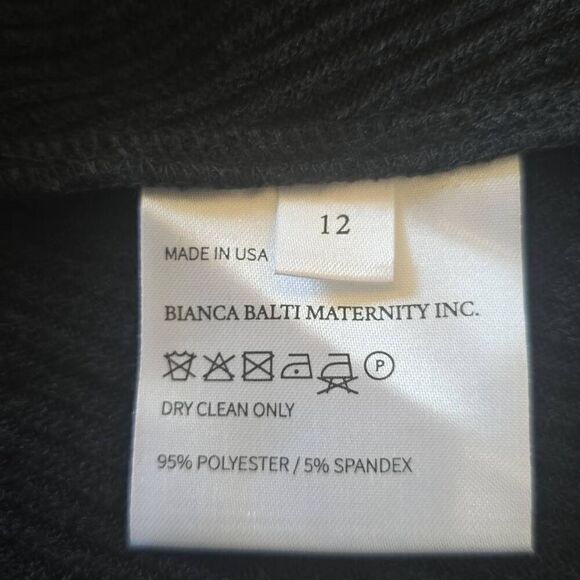 12
MADE IN USA
BIANCA BALTI MATERNITY INC.
P
DRY CLEAN ONLY
95% POLYESTER / 5% SPANDEX